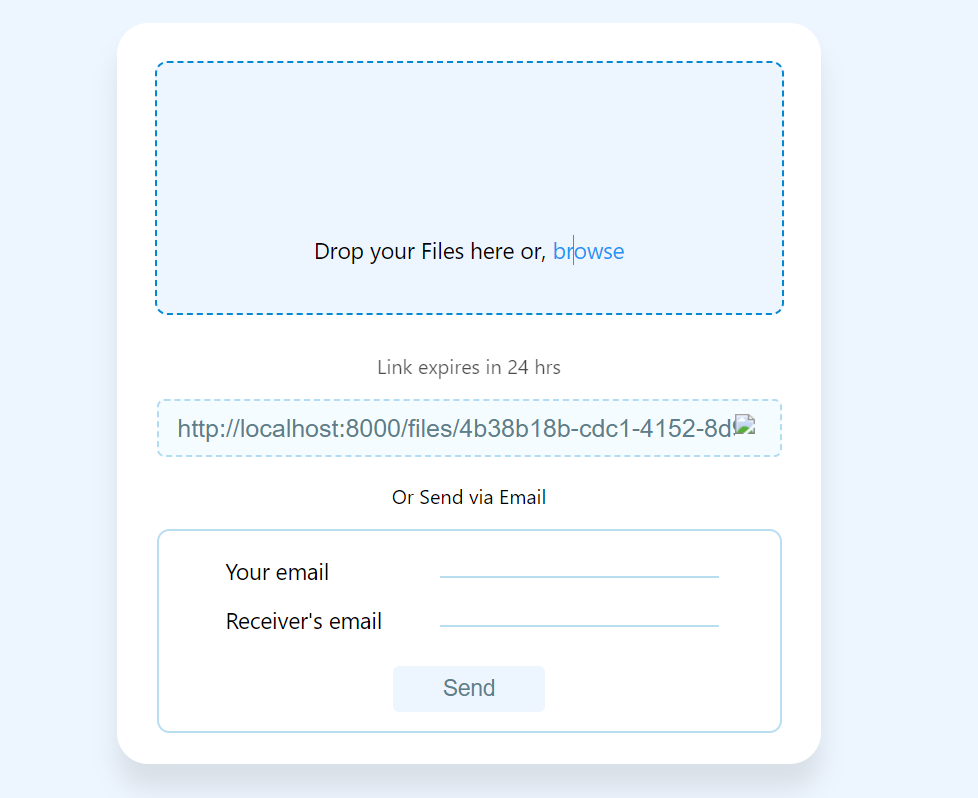 Drop your Files here or, browse
Link expires in 24 hrs
http://localhost:8000/files/4b38b18b-cdc1-4152-8d
Or Send via Email
Your email
Receiver's email
Send